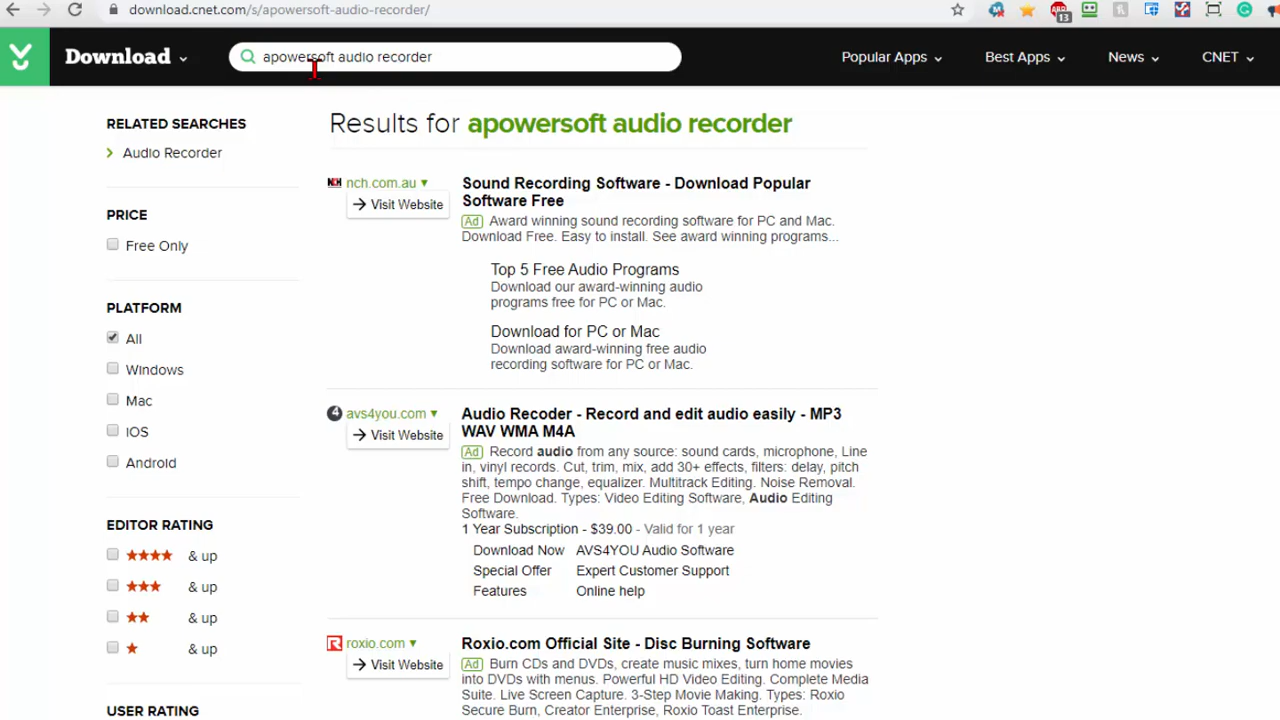 download.cnet.com/s/apowersoft-audio-recorder/
13
Download
apowersoft audio recorder
Popular Apps
Best Apps
News
CNET
RELATED SEARCHES
Audio Recorder
PRICE
Free Only
PLATFORM
All
Windows
Mac
IOS
Android
EDITOR RATING
& up
& up
& up
& up
USER RATING
Results for apowersoft audio recorder
NCH nch.com.au
Visit Website
Sound Recording Software - Download Popular
Software Free
Ad Award winning sound recording software for PC and Mac.
Download Free. Easy to install. See award winning programs...
Top 5 Free Audio Programs
Download our award-winning audio
programs free for PC or Mac.
Download for PC or Mac
Download award-winning free audio
recording software for PC or Mac.
4 avs4you.com
Visit Website
Audio Recoder - Record and edit audio easily - MP3
WAV WMA M4A
Ad Record audio from any source: sound cards, microphone, Line
in, vinyl records. Cut, trim, mix, add 30+ effects, filters: delay, pitch
shift, tempo change, equalizer. Multitrack Editing. Noise Removal.
Free Download. Types: Video Editing Software, Audio Editing
Software.
1 Year Subscription - $39.00 - Valid for 1 year
Download Now AVS4YOU Audio Software
Special Offer Expert Customer Support
Features Online help
R roxio.com
Visit Website
Roxio.com Official Site - Disc Burning Software
Ad Burn CDs and DVDs, create music mixes, turn home movies
into DVDs with menus. Powerful HD Video Editing. Complete Media
Suite. Live Screen Capture. 3-Step Movie Making. Types: Roxio
Secure Burn, Creator Enterprise, Roxio Toast Enterprise.